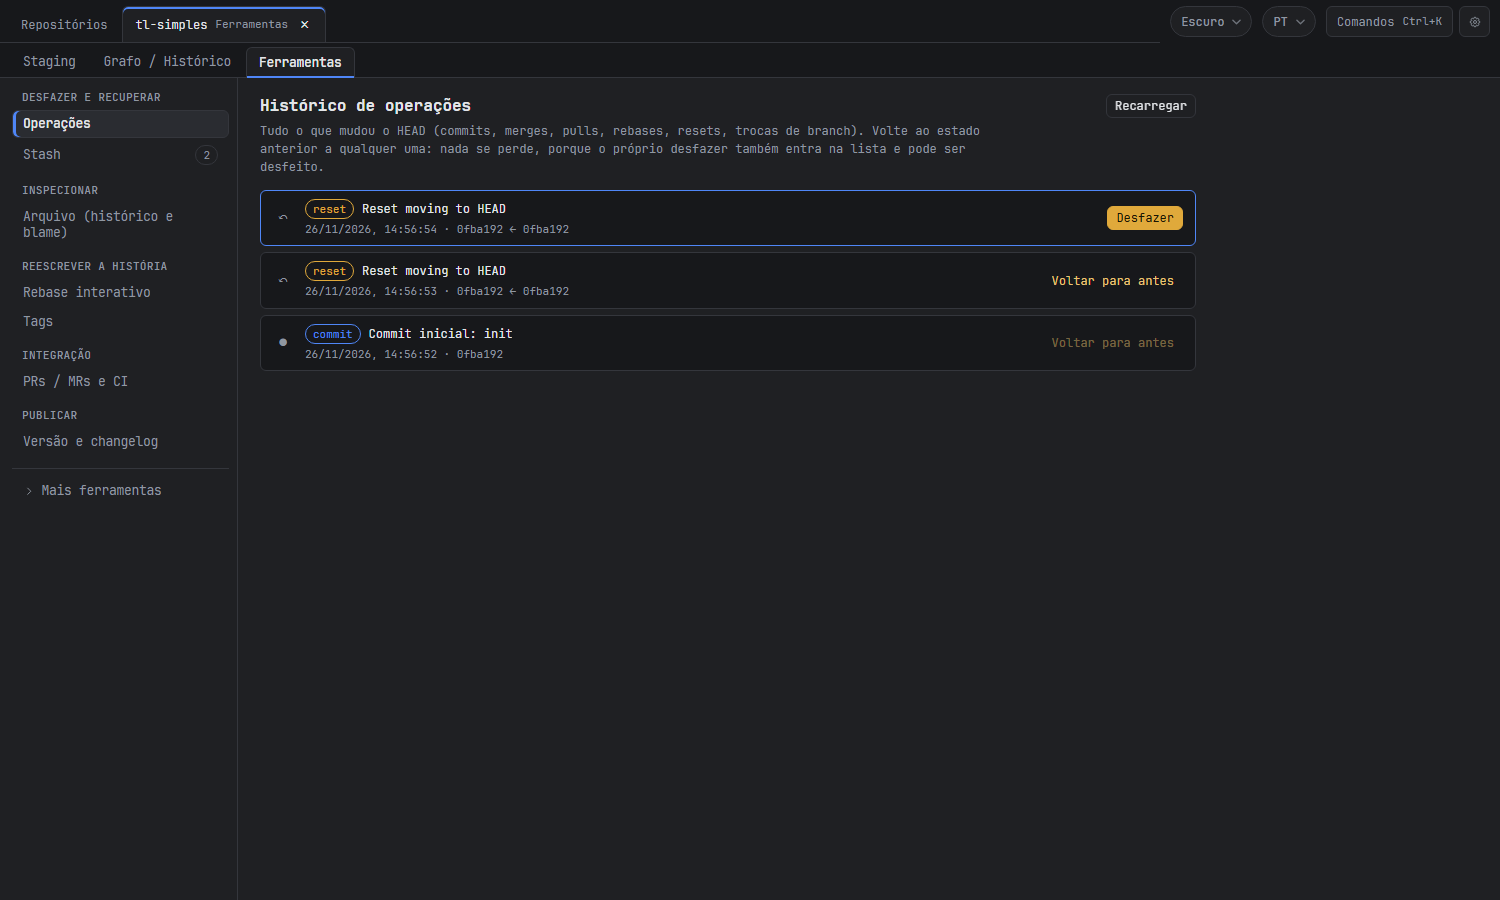 Repositórios
tl-simples Ferramentas ×
Escuro
PT
Comandos Ctrl+K
Staging
Grafo / Histórico
Ferramentas
DESFAZER E RECUPERAR
Operações
Stash
2
INSPECIONAR
Arquivo (histórico e
blame)
REESCREVER A HISTÓRIA
Rebase interativo
Tags
INTEGRAÇÃO
PRs / MRs e CI
PUBLICAR
Versão e changelog
Mais ferramentas
Histórico de operações
Recarregar
Tudo o que mudou o HEAD (commits, merges, pulls, rebases, resets, trocas de branch). Volte ao estado
anterior a qualquer uma: nada se perde, porque o próprio desfazer também entra na lista e pode ser
desfeito.
reset Reset moving to HEAD
26/11/2026, 14:56:54 · 0fba192 ← 0fba192
Desfazer
reset Reset moving to HEAD
26/11/2026, 14:56:53 · 0fba192 ← 0fba192
Voltar para antes
commit Commit inicial: init
26/11/2026, 14:56:52 · 0fba192
Voltar para antes